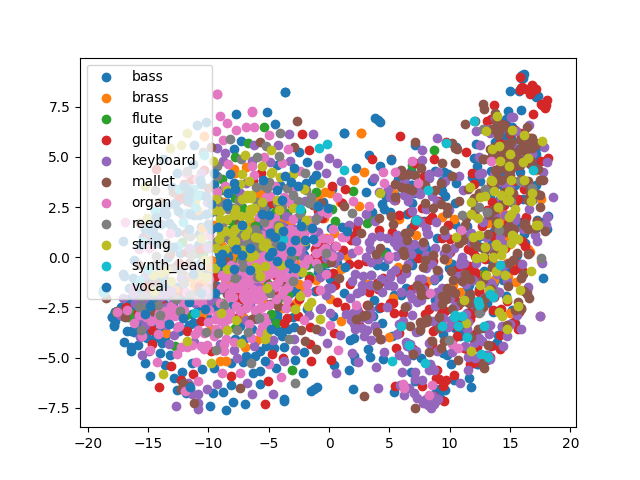 bass
brass
flute
guitar
keyboard
mallet
organ
reed
string
synth_lead
vocal
7.5
5.0
2.5
0.0
−2.5
−5.0
−7.5
−20 −15 −10 −5 0 5 10 15 20